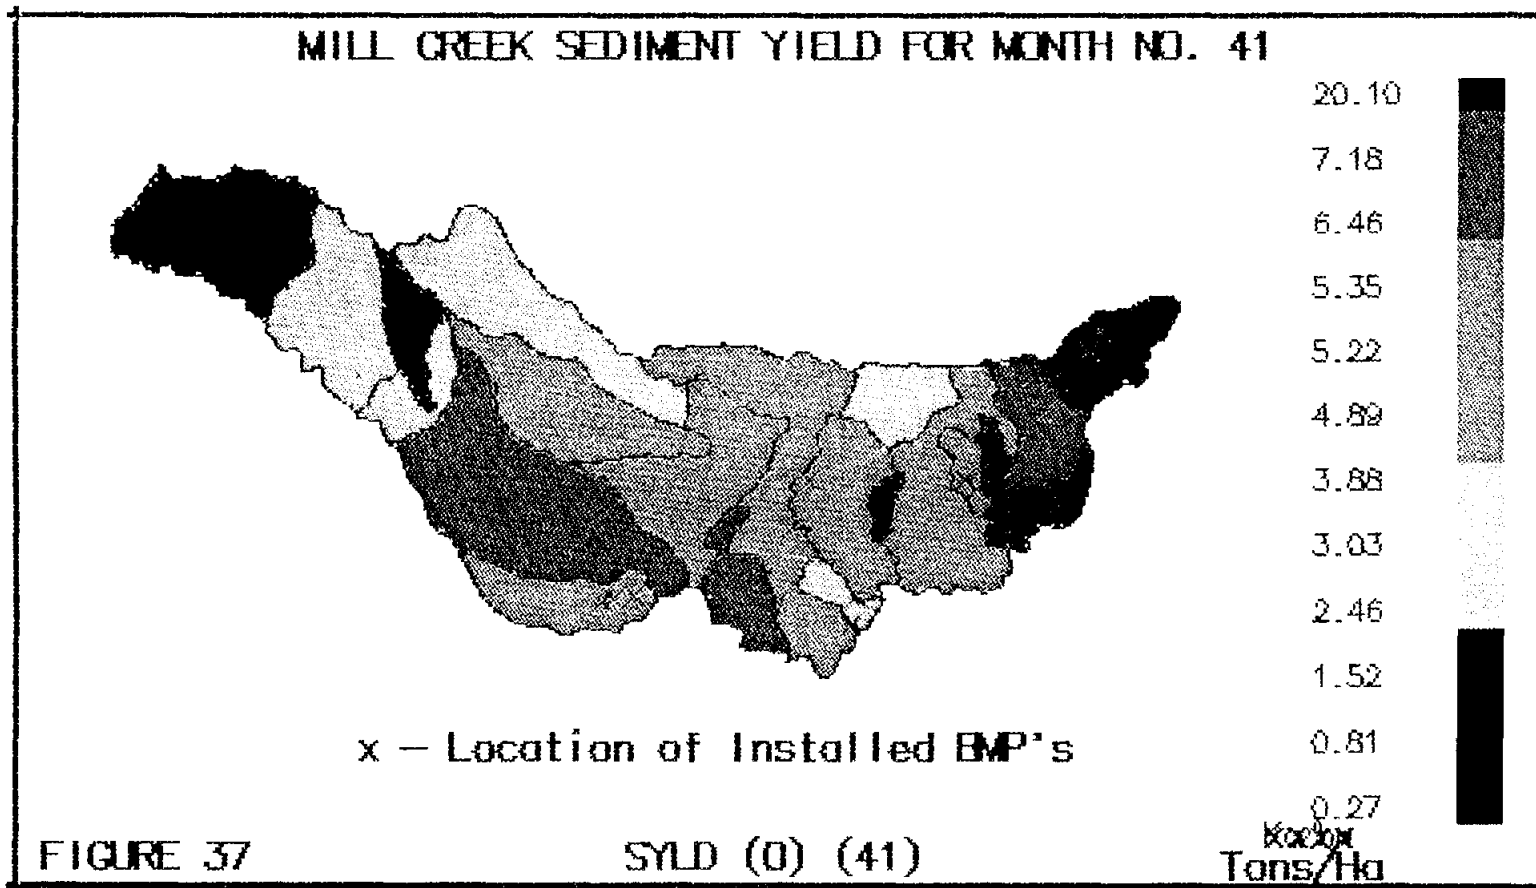 MILL CREEK SEDIMENT YIELD FOR MONTH NO. 41
20.10
7.18
6.46
5.35
5.22
4.89
3.88
3.03
2.46
1.52
0.81
0.27
x – Location of Installed BMP's
FIGURE 37
SYLD (0) (41)
Tons/Ha